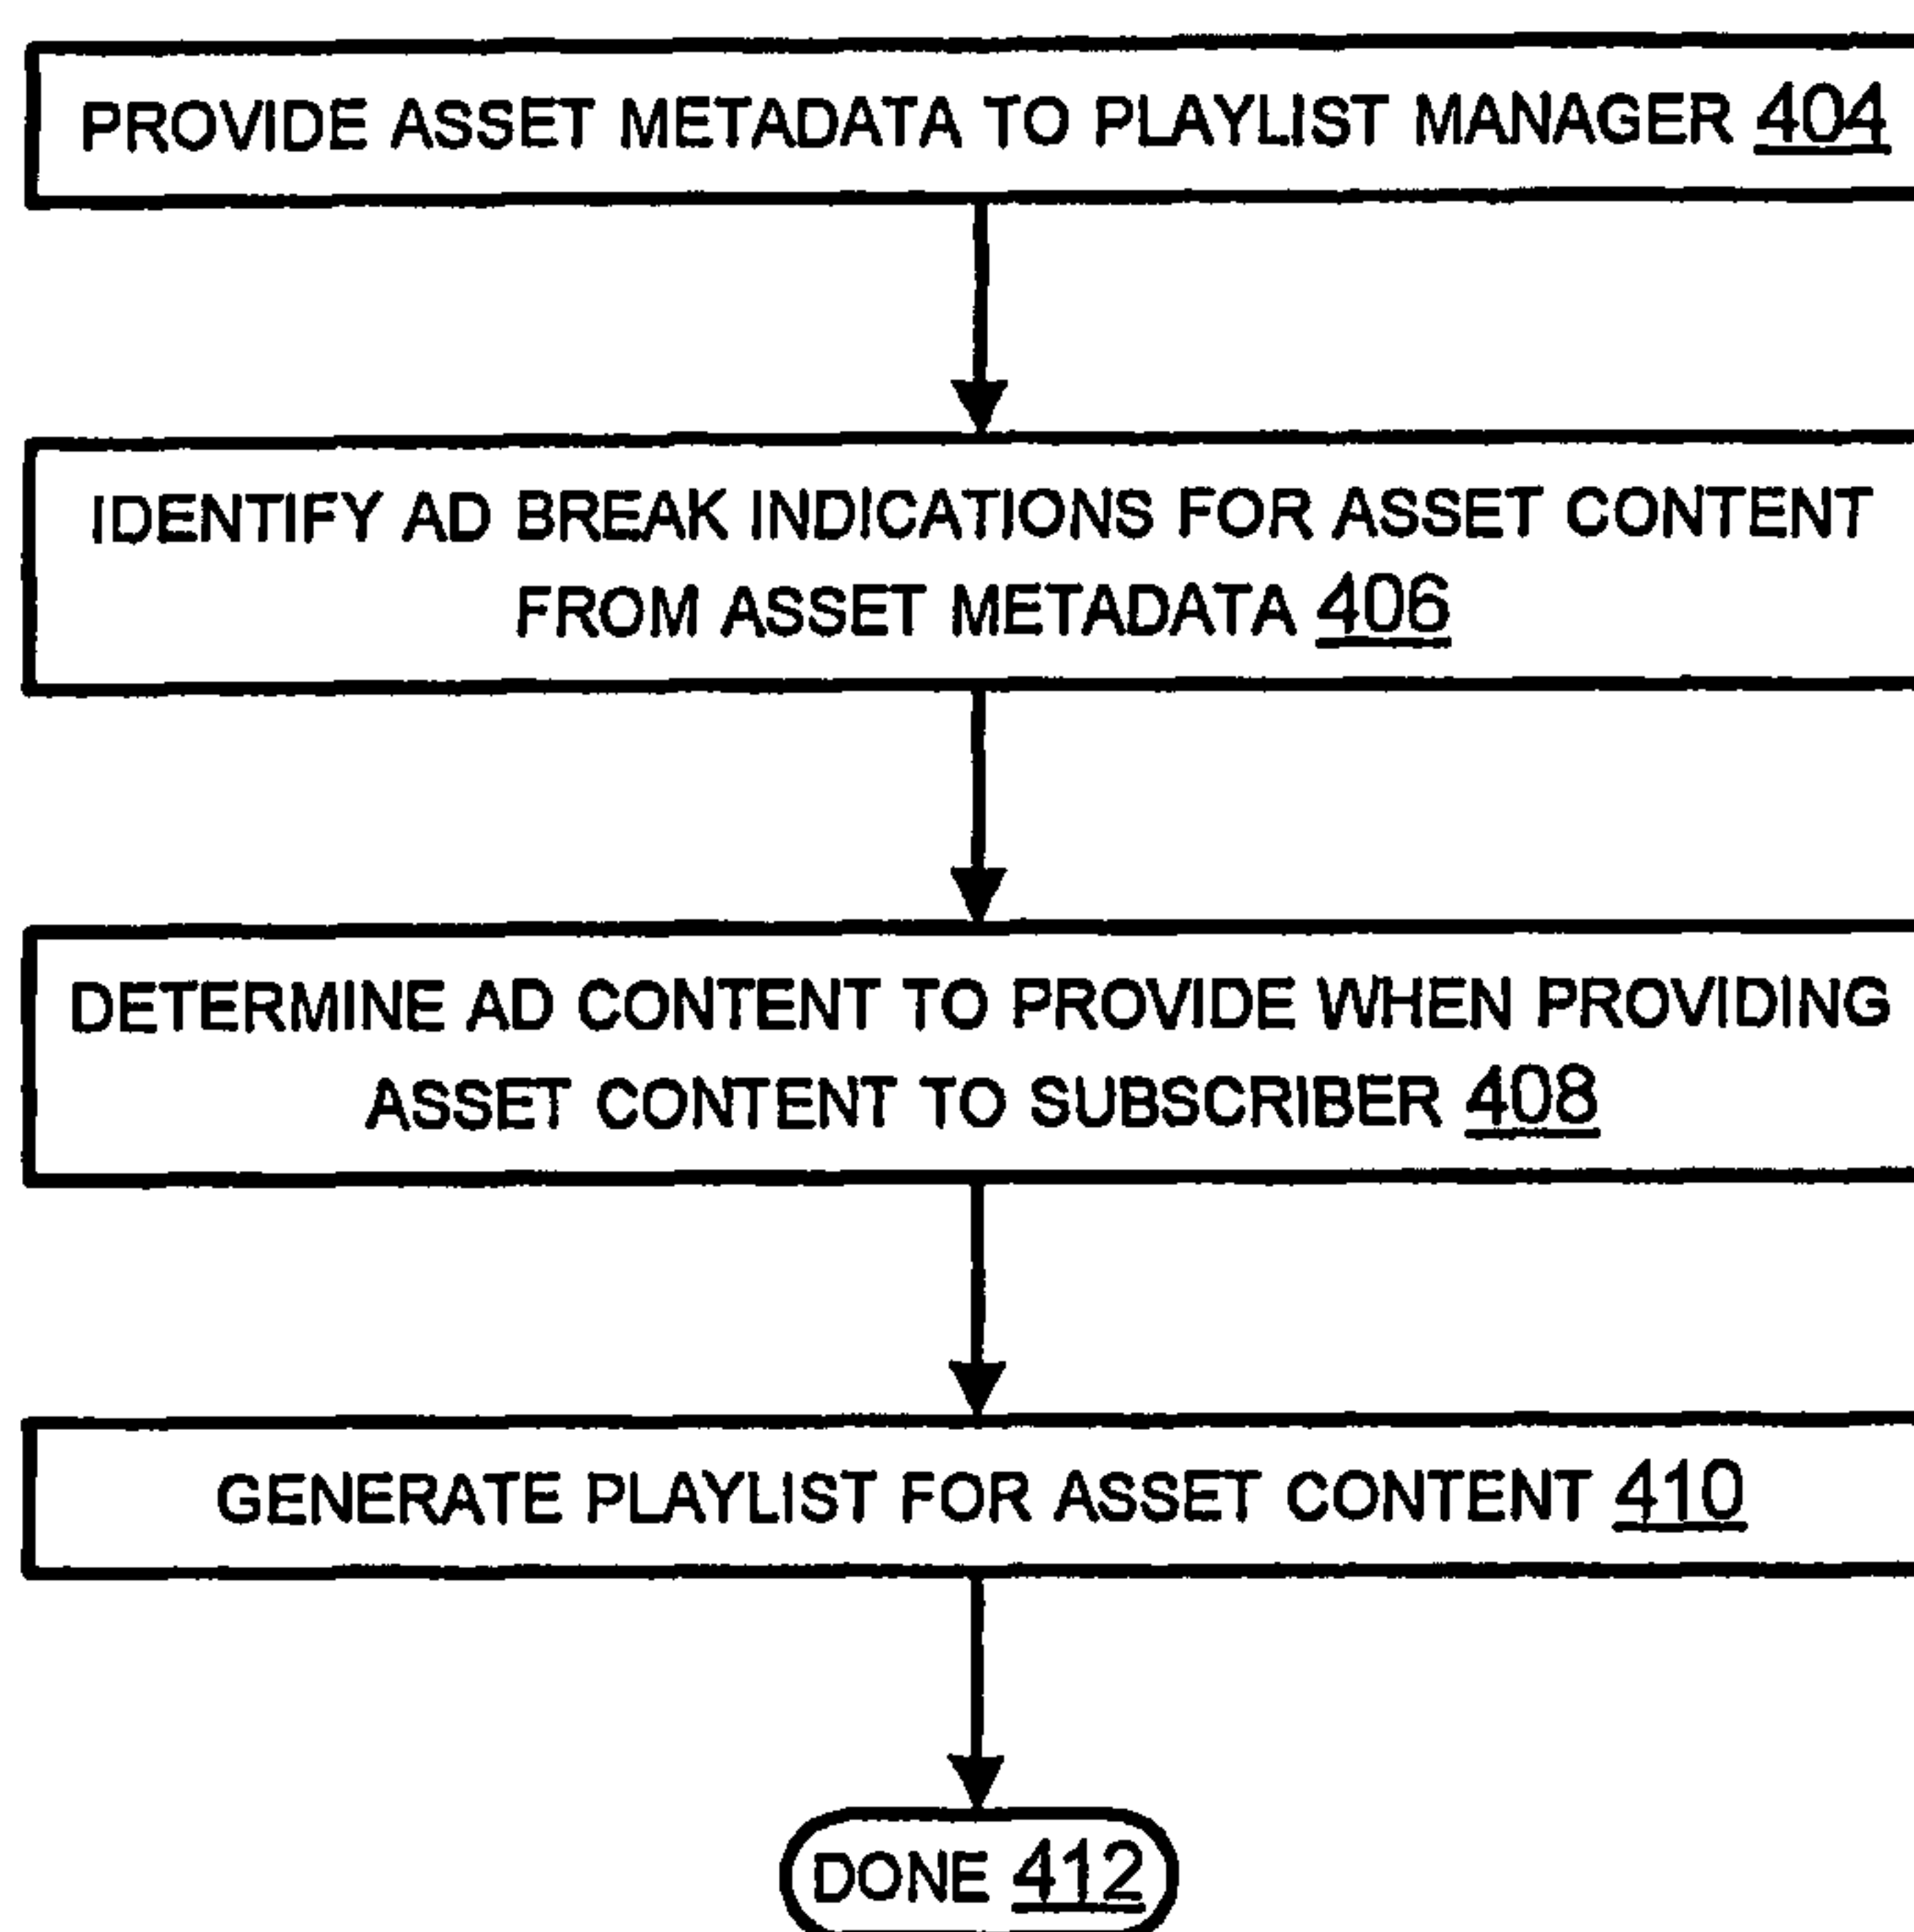 PROVIDE ASSET METADATA TO PLAYLIST MANAGER 404
IDENTIFY AD BREAK INDICATIONS FOR ASSET CONTENT
FROM ASSET METADATA 406
DETERMINE AD CONTENT TO PROVIDE WHEN PROVIDING
ASSET CONTENT TO SUBSCRIBER 408
GENERATE PLAYLIST FOR ASSET CONTENT 410
DONE 412